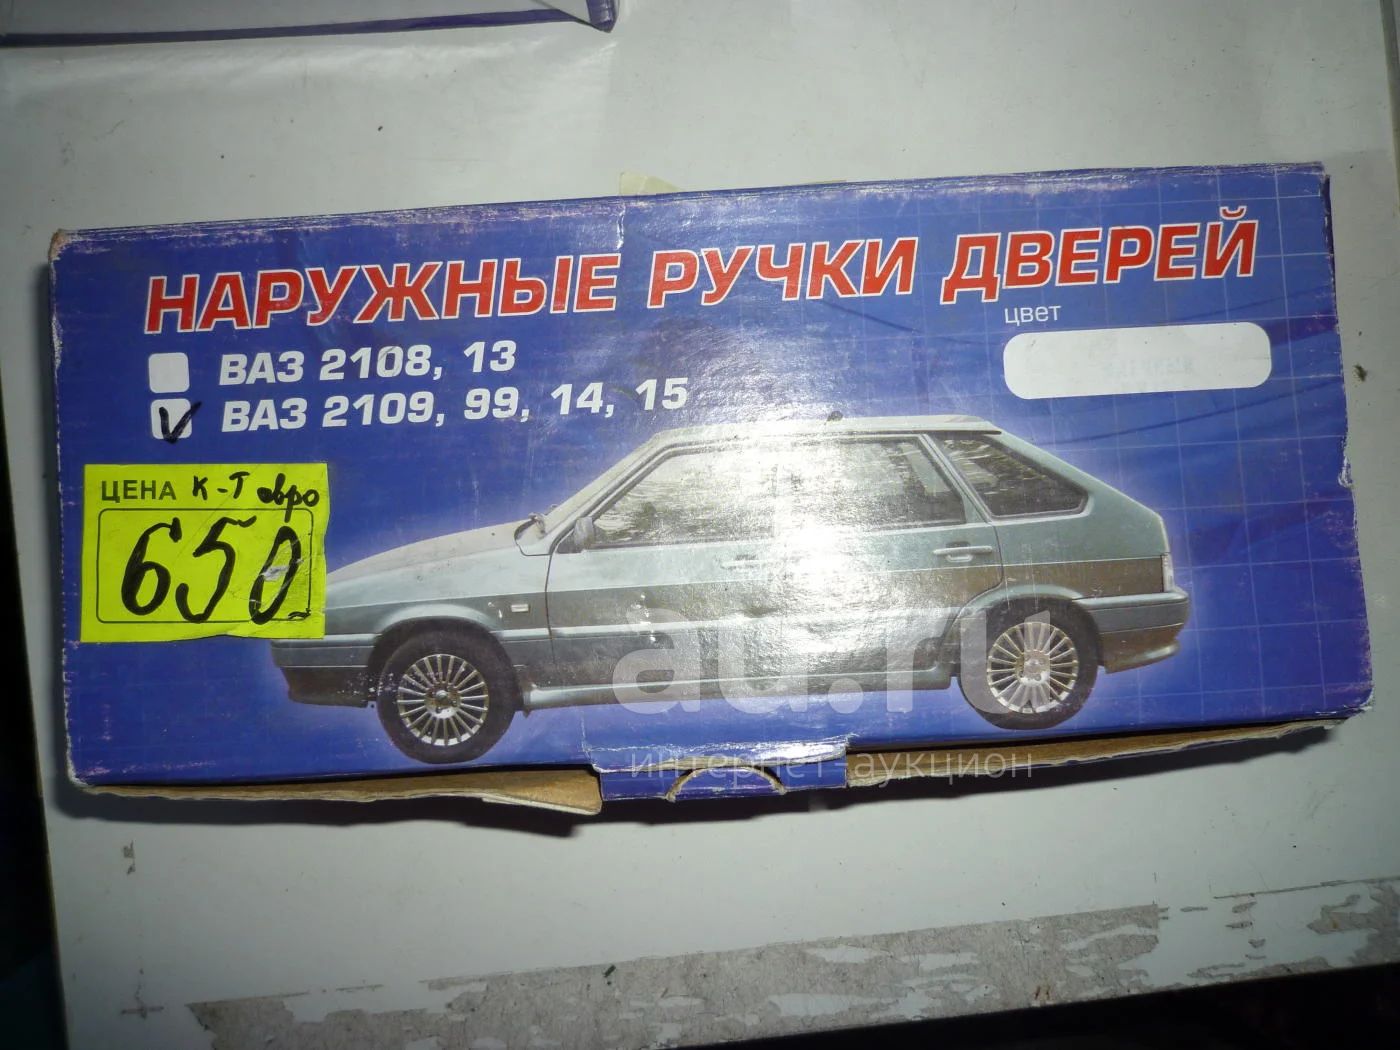 НАРУЖНЫЕ РУЧКИ ДВЕРЕЙ
цвет
ВАЗ 2108, 13
V ВАЗ 2109, 99, 14, 15
ЦЕНА К-Т евро
650
au.ru
интернет-аукцион